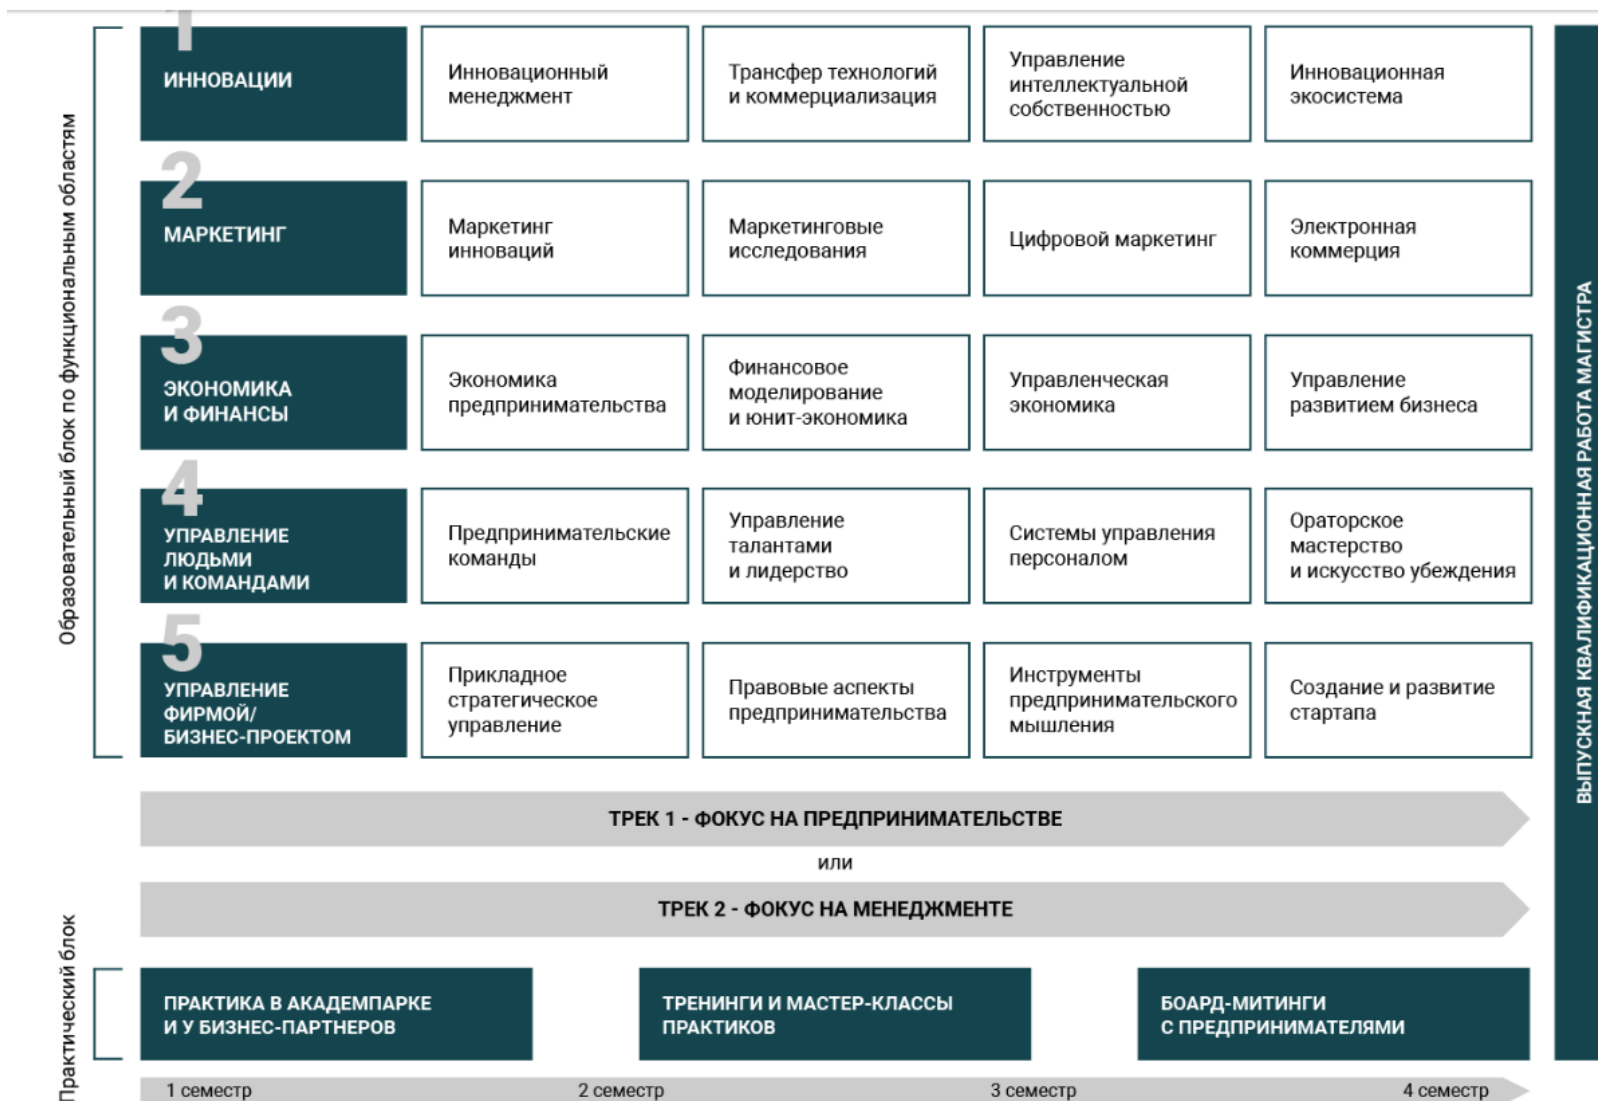 Образовательный блок по функциональным областям
1
ИННОВАЦИИ
Инновационный
менеджмент
Трансфер технологий
и коммерциализация
Управление
интеллектуальной
собственностью
Инновационная
экосистема
2
МАРКЕТИНГ
Маркетинг
инноваций
Маркетинговые
исследования
Цифровой маркетинг
Электронная
коммерция
3
ЭКОНОМИКА
И ФИНАНСЫ
Экономика
предпринимательства
Финансовое
моделирование
и юнит-экономика
Управленческая
экономика
Управление
развитием бизнеса
4
УПРАВЛЕНИЕ
ЛЮДЬМИ
И КОМАНДАМИ
Предпринимательские
команды
Управление
талантами
и лидерство
Системы управления
персоналом
Ораторское
мастерство
и искусство убеждения
5
УПРАВЛЕНИЕ
ФИРМОЙ/
БИЗНЕС-ПРОЕКТОМ
Прикладное
стратегическое
управление
Правовые аспекты
предпринимательства
Инструменты
предпринимательского
мышления
Создание и развитие
стартапа
ВЫПУСКНАЯ КВАЛИФИКАЦИОННАЯ РАБОТА МАГИСТРА
ТРЕК 1 - ФОКУС НА ПРЕДПРИНИМАТЕЛЬСТВЕ
или
ТРЕК 2 - ФОКУС НА МЕНЕДЖМЕНТЕ
Практический блок
ПРАКТИКА В АКАДЕМПАРКЕ
И У БИЗНЕС-ПАРТНЕРОВ
ТРЕНИНГИ И МАСТЕР-КЛАССЫ
ПРАКТИКОВ
БОАРД-МИТИНГИ
С ПРЕДПРИНИМАТЕЛЯМИ
1 семестр
2 семестр
3 семестр
4 семестр